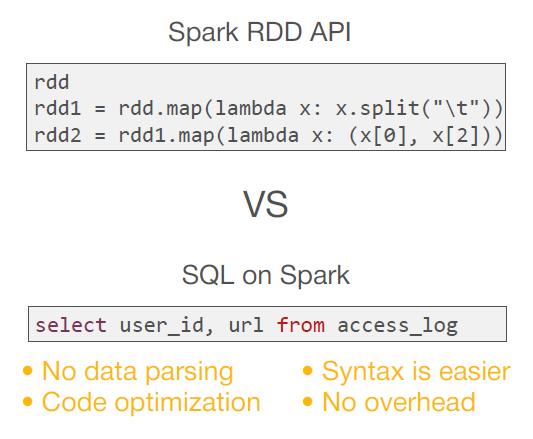 Spark RDD API
rdd
rdd1 = rdd.map(lambda x: x.split("\t"))
rdd2 = rdd1.map(lambda x: (x[0], x[2]))
VS
SQL on Spark
select user_id, url from access_log
• No data parsing
• Code optimization
• Syntax is easier
• No overhead